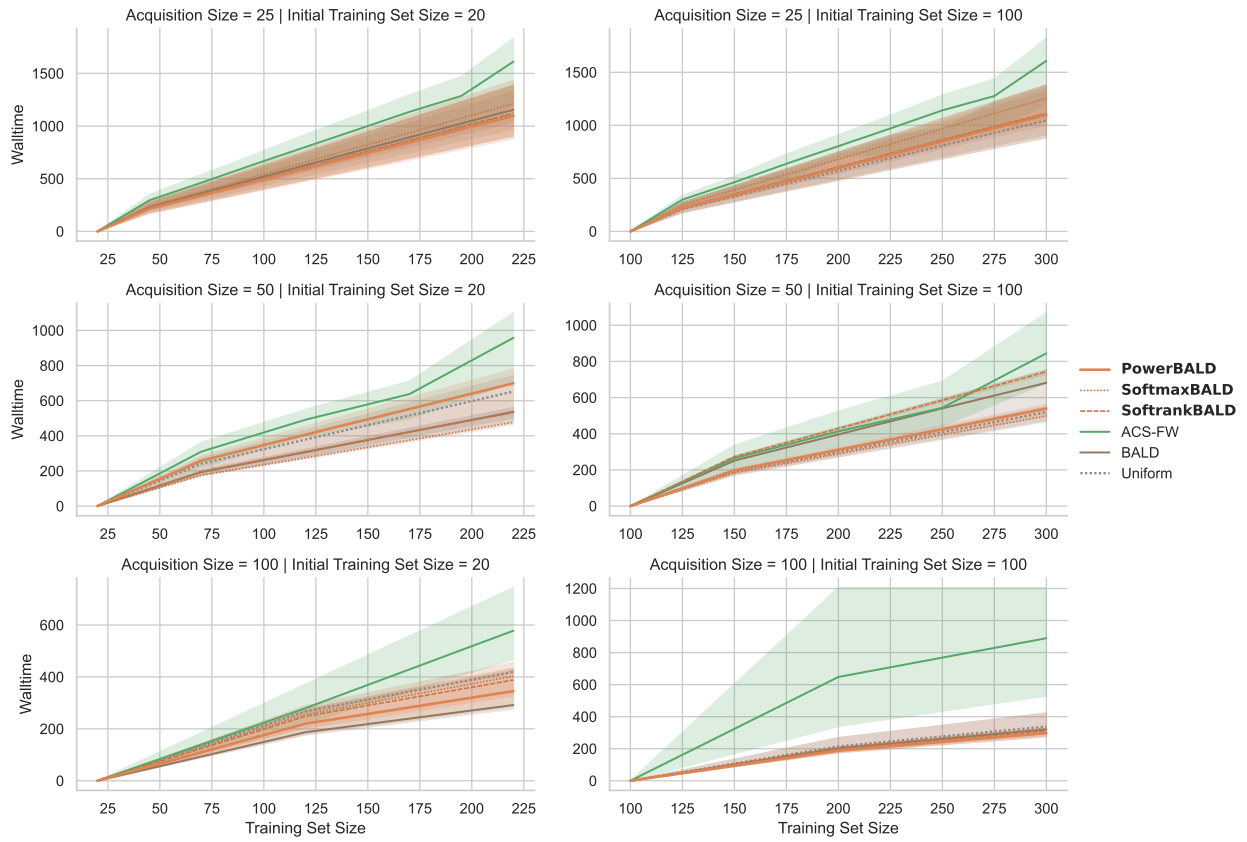 Acquisition Size = 25 | Initial Training Set Size = 20
Acquisition Size = 25 | Initial Training Set Size = 100
Walltime
1500
1000
500
0
25 50 75 100 125 150 175 200 225
1500
1000
500
0
100 125 150 175 200 225 250 275 300
Acquisition Size = 50 | Initial Training Set Size = 20
Acquisition Size = 50 | Initial Training Set Size = 100
Walltime
1000
800
600
400
200
0
25 50 75 100 125 150 175 200 225
1000
800
600
400
200
0
100 125 150 175 200 225 250 275 300
PowerBALD
SoftmaxBALD
SoftrankBALD
ACS-FW
BALD
Uniform
Acquisition Size = 100 | Initial Training Set Size = 20
Acquisition Size = 100 | Initial Training Set Size = 100
Walltime
600
400
200
0
25 50 75 100 125 150 175 200 225
Training Set Size
1200
1000
800
600
400
200
0
100 125 150 175 200 225 250 275 300
Training Set Size